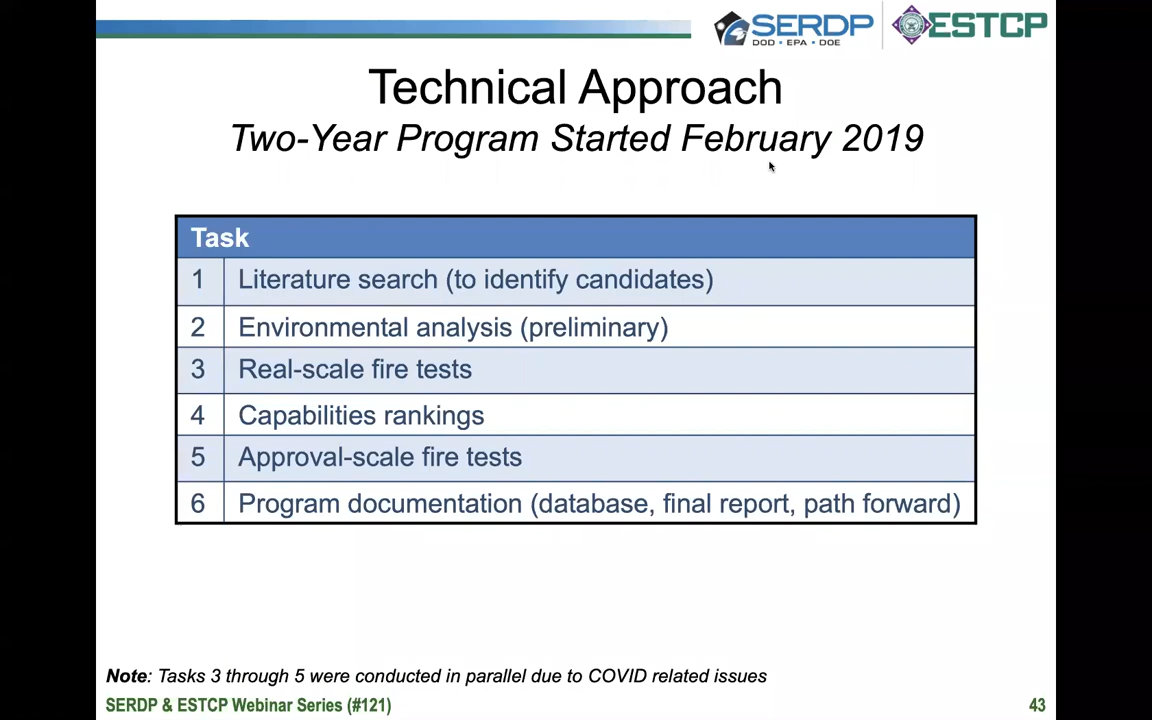 SERDP
DOD • EPA • DOE
ESTCP
Technical Approach
Two-Year Program Started February 2019
Task
1 Literature search (to identify candidates)
2 Environmental analysis (preliminary)
3 Real-scale fire tests
4 Capabilities rankings
5 Approval-scale fire tests
6 Program documentation (database, final report, path forward)
Note: Tasks 3 through 5 were conducted in parallel due to COVID related issues
SERDP & ESTCP Webinar Series (#121)
43